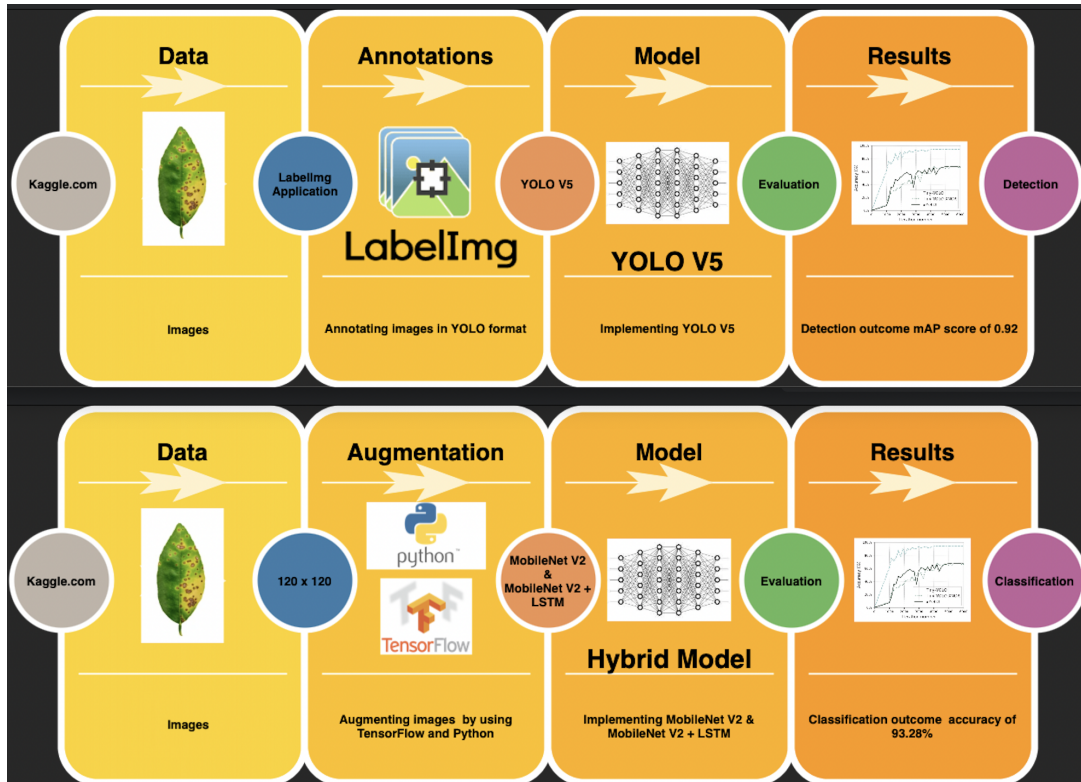 Data
Annotations
Model
Results
Kaggle.com
LabelImg
Application
LabelImg
YOLO V5
YOLO V5
Evaluation
Detection
Images
Annotating images in YOLO format
Implementing YOLO V5
Detection outcome mAP score of 0.92
Data
Augmentation
Model
Results
Kaggle.com
120 x 120
python
TensorFlow
MobileNet V2
&
MobileNet V2 +
LSTM
Hybrid Model
Evaluation
Classification
Images
Augmenting images by using
TensorFlow and Python
Implementing MobileNet V2 &
MobileNet V2 + LSTM
Classification outcome accuracy of
93.28%